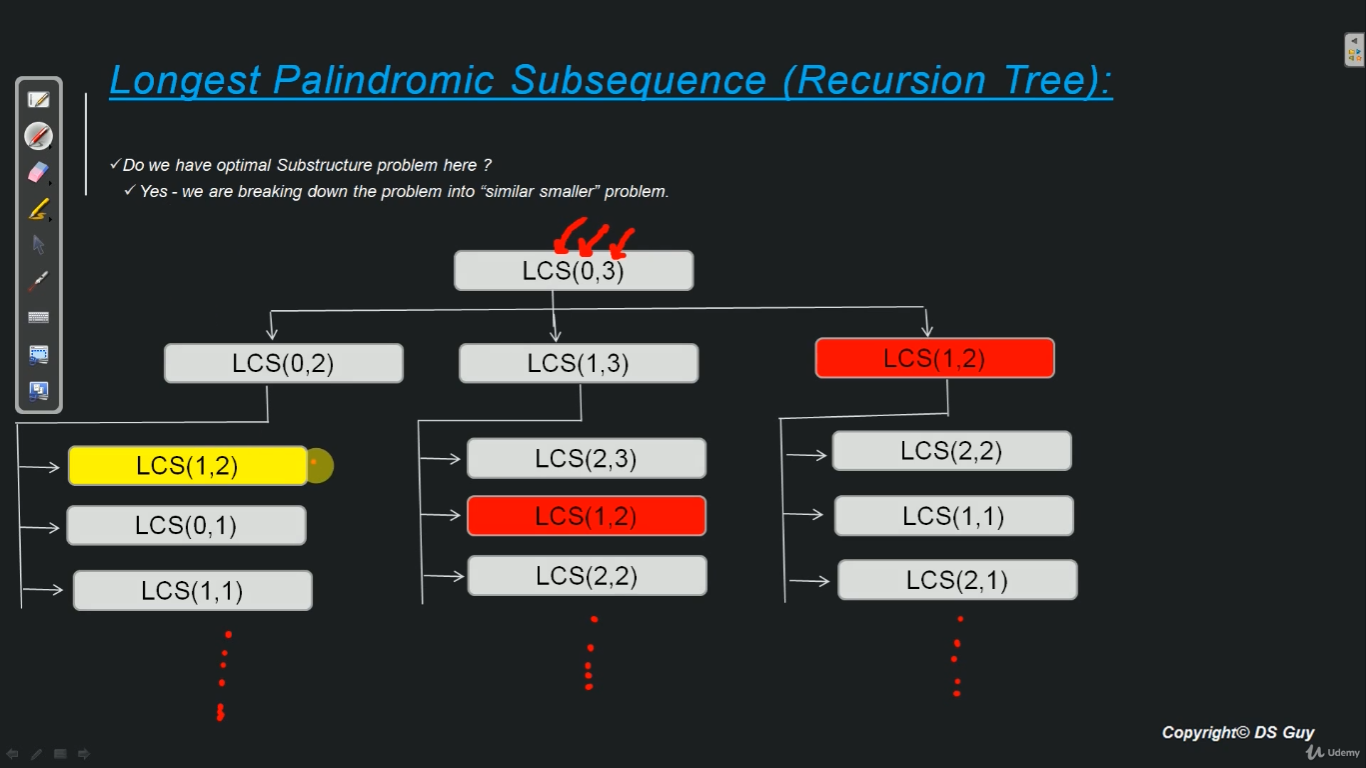 Longest Palindromic Subsequence (Recursion Tree):
✓Do we have optimal Substructure problem here ?
✓ Yes - we are breaking down the problem into “similar smaller” problem.
LCS(0,3)
LCS(0,2)
LCS(1,3)
LCS(1,2)
LCS(1,2)
LCS(0,1)
LCS(1,1)
LCS(2,3)
LCS(1,2)
LCS(2,2)
LCS(2,2)
LCS(1,1)
LCS(2,1)
Copyright© DS Guy
Udemy